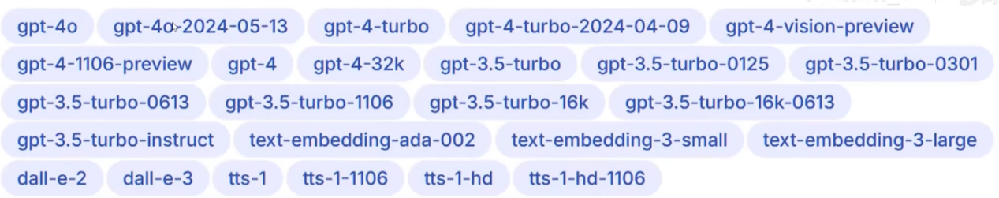 gpt-4o gpt-4o-2024-05-13 gpt-4-turbo gpt-4-turbo-2024-04-09 gpt-4-vision-preview
gpt-4-1106-preview gpt-4 gpt-4-32k gpt-3.5-turbo gpt-3.5-turbo-0125 gpt-3.5-turbo-0301
gpt-3.5-turbo-0613 gpt-3.5-turbo-1106 gpt-3.5-turbo-16k gpt-3.5-turbo-16k-0613
gpt-3.5-turbo-instruct text-embedding-ada-002 text-embedding-3-small text-embedding-3-large
dall-e-2 dall-e-3 tts-1 tts-1-1106 tts-1-hd tts-1-hd-1106